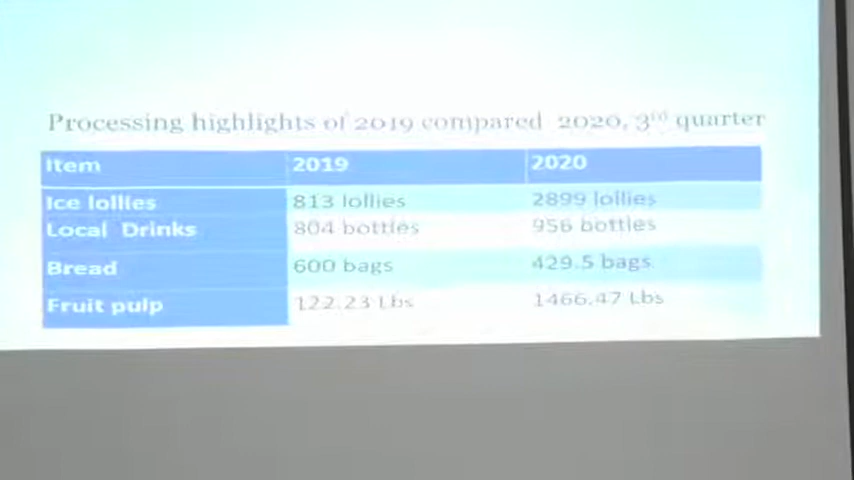 Processing highlights of 2019 compared 2020, 3rd quarter
Item 2019 2020
Ice lollies 813 lollies 2899 lollies
Local Drinks 804 bottles 956 bottles
Bread 600 bags 429.5 bags
Fruit pulp 122.23 Lbs 1466.47 Lbs